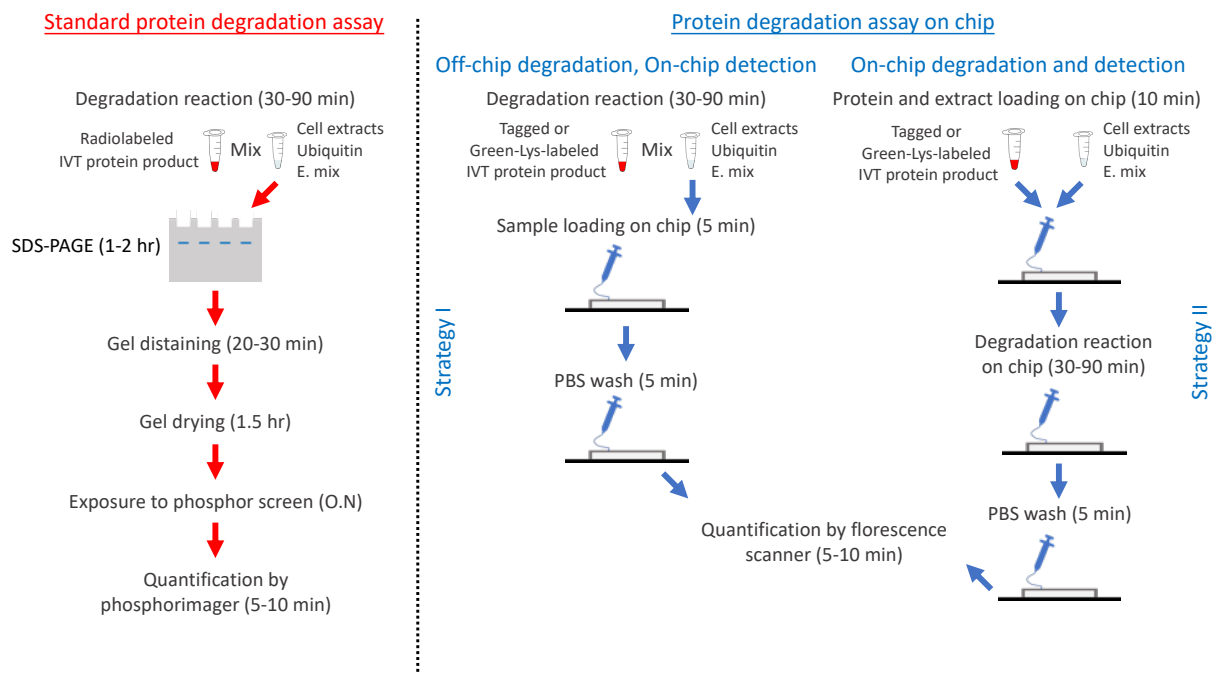 Standard protein degradation assay
Degradation reaction (30-90 min)
Radiolabeled
IVT protein product
Mix
Cell extracts
Ubiquitin
E. mix
SDS-PAGE (1-2 hr)
Gel distaining (20-30 min)
Gel drying (1.5 hr)
Exposure to phosphor screen (O.N)
Quantification by
phosphorimager (5-10 min)
Protein degradation assay on chip
Off-chip degradation, On-chip detection
Degradation reaction (30-90 min)
Tagged or
Green-Lys-labeled
IVT protein product
Mix
Cell extracts
Ubiquitin
E. mix
Sample loading on chip (5 min)
Strategy I
PBS wash (5 min)
Quantification by florescence
scanner (5-10 min)
On-chip degradation and detection
Protein and extract loading on chip (10 min)
Tagged or
Green-Lys-labeled
IVT protein product
Cell extracts
Ubiquitin
E. mix
Degradation reaction
on chip (30-90 min)
Strategy II
PBS wash (5 min)